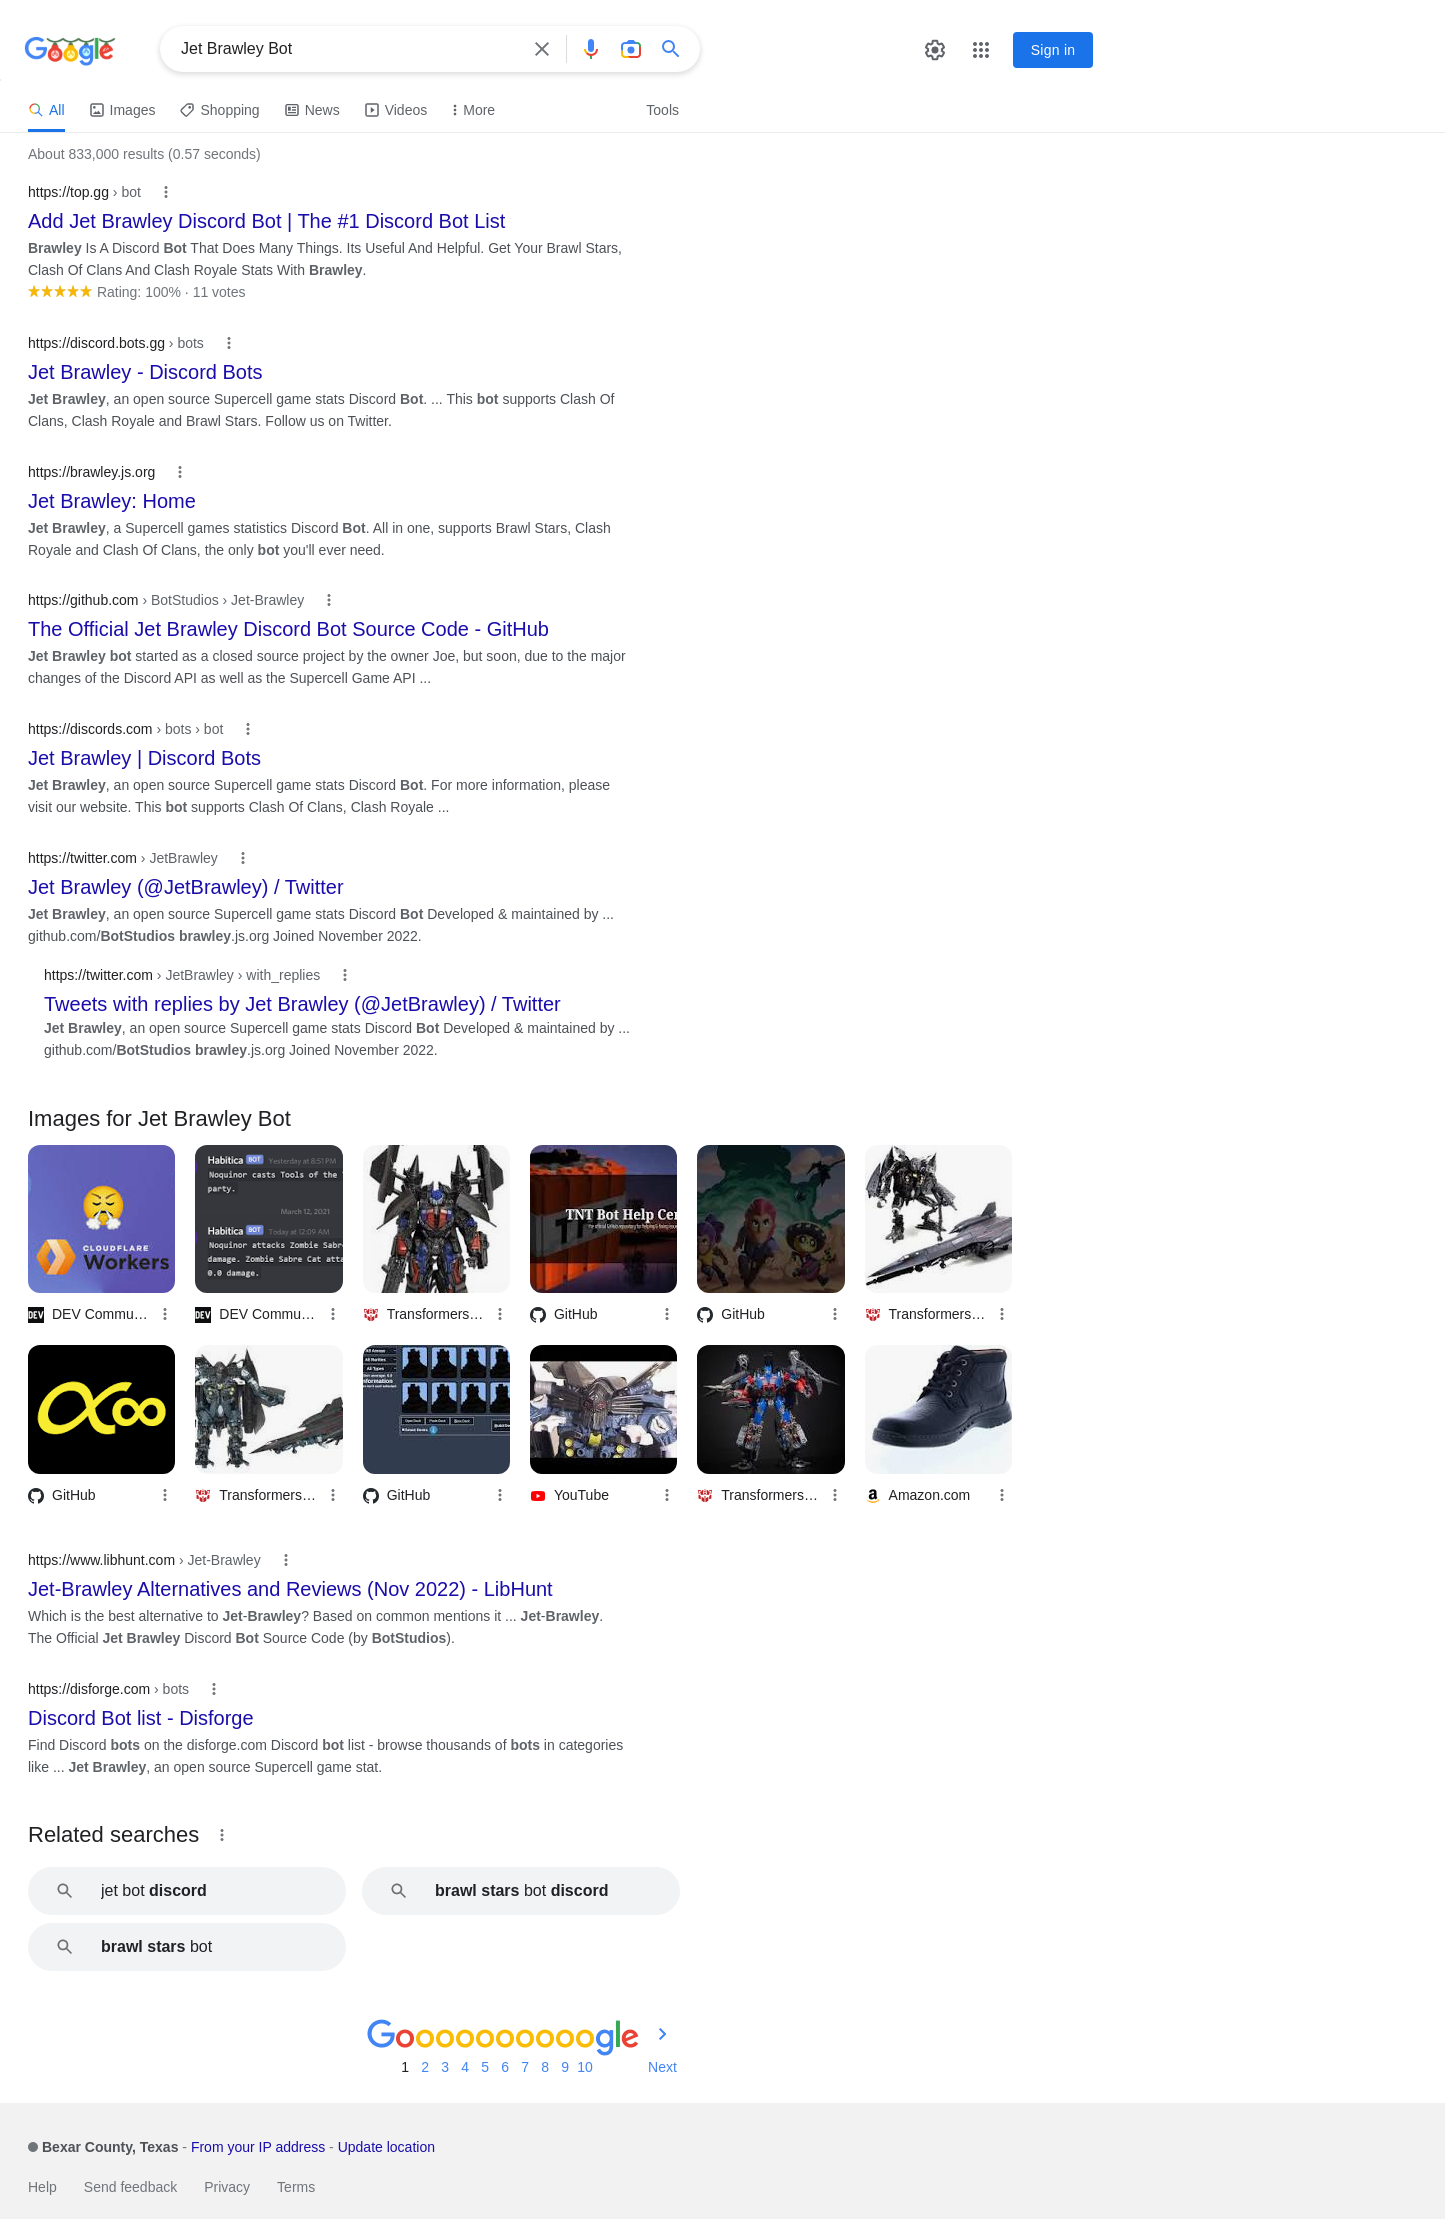 Google
Jet Brawley Bot
Sign in
All
Images
Shopping
News
Videos
More
Tools
About 833,000 results (0.57 seconds)
https://top.gg › bot
Add Jet Brawley Discord Bot | The #1 Discord Bot List
Brawley Is A Discord Bot That Does Many Things. Its Useful And Helpful. Get Your Brawl Stars,
Clash Of Clans And Clash Royale Stats With Brawley.
Rating: 100% · 11 votes
https://discord.bots.gg › bots
Jet Brawley - Discord Bots
Jet Brawley, an open source Supercell game stats Discord Bot. ... This bot supports Clash Of
Clans, Clash Royale and Brawl Stars. Follow us on Twitter.
https://brawley.js.org
Jet Brawley: Home
Jet Brawley, a Supercell games statistics Discord Bot. All in one, supports Brawl Stars, Clash
Royale and Clash Of Clans, the only bot you'll ever need.
https://github.com › BotStudios › Jet-Brawley
The Official Jet Brawley Discord Bot Source Code - GitHub
Jet Brawley bot started as a closed source project by the owner Joe, but soon, due to the major
changes of the Discord API as well as the Supercell Game API ...
https://discords.com › bots › bot
Jet Brawley | Discord Bots
Jet Brawley, an open source Supercell game stats Discord Bot. For more information, please
visit our website. This bot supports Clash Of Clans, Clash Royale ...
https://twitter.com › JetBrawley
Jet Brawley (@JetBrawley) / Twitter
Jet Brawley, an open source Supercell game stats Discord Bot Developed & maintained by ...
github.com/BotStudios brawley.js.org Joined November 2022.
https://twitter.com › JetBrawley › with_replies
Tweets with replies by Jet Brawley (@JetBrawley) / Twitter
Jet Brawley, an open source Supercell game stats Discord Bot Developed & maintained by ...
github.com/BotStudios brawley.js.org Joined November 2022.
Images for Jet Brawley Bot
CLOUDFLARE
Workers
Habitica BOT Yesterday at 8:51 PM
Noquinor casts Tools of the
party.
March 12, 2021
Habitica BOT Today at 12:09 AM
Noquinor attacks Zombie Sabre
damage. Zombie Sabre Cat atta
0.0 damage.
TNT Bot Help Cen
DEV Commu...
DEV Commu...
Transformers...
GitHub
GitHub
Transformers...
All Rarities
All Types
GitHub
Transformers...
GitHub
YouTube
Transformers...
Amazon.com
https://www.libhunt.com › Jet-Brawley
Jet-Brawley Alternatives and Reviews (Nov 2022) - LibHunt
Which is the best alternative to Jet-Brawley? Based on common mentions it ... Jet-Brawley.
The Official Jet Brawley Discord Bot Source Code (by BotStudios).
https://disforge.com › bots
Discord Bot list - Disforge
Find Discord bots on the disforge.com Discord bot list - browse thousands of bots in categories
like ... Jet Brawley, an open source Supercell game stat.
Related searches
jet bot discord
brawl stars bot discord
brawl stars bot
Goooooooooogle
1 2 3 4 5 6 7 8 9 10 Next
Bexar County, Texas - From your IP address - Update location
Help Send feedback Privacy Terms